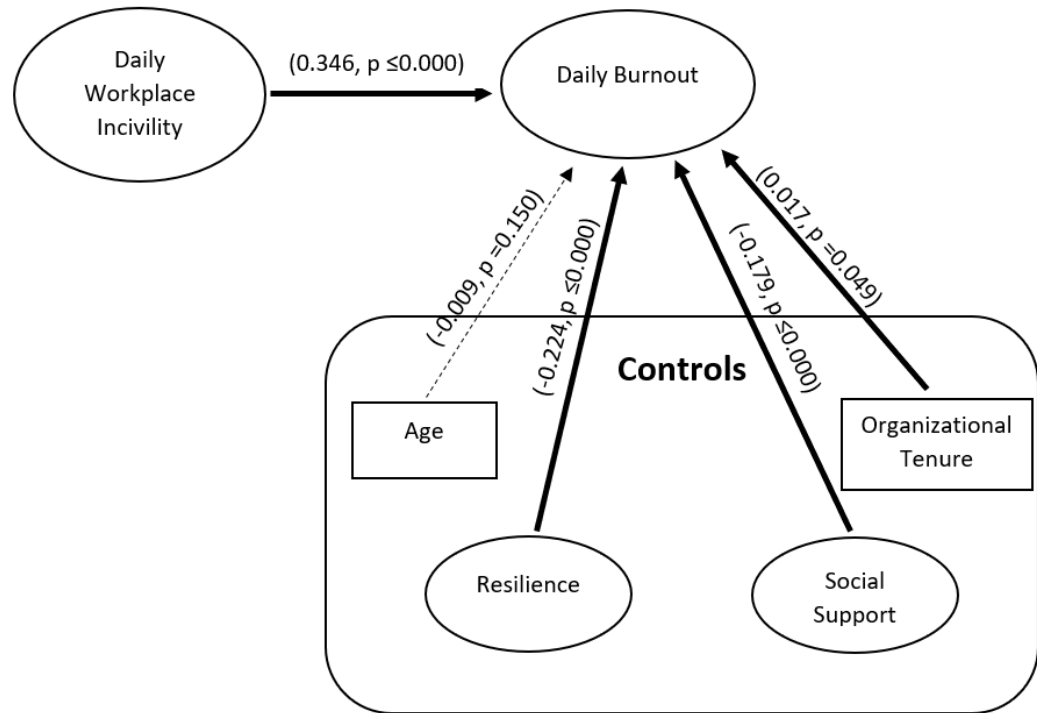 Daily
Workplace
Incivility
(0.346, p ≤0.000)
Daily Burnout
(-0.009, p =0.150)
(-0.224, p ≤0.000)
(-0.179, p ≤0.000)
(0.017, p =0.049)
Controls
Age
Organizational
Tenure
Resilience
Social
Support